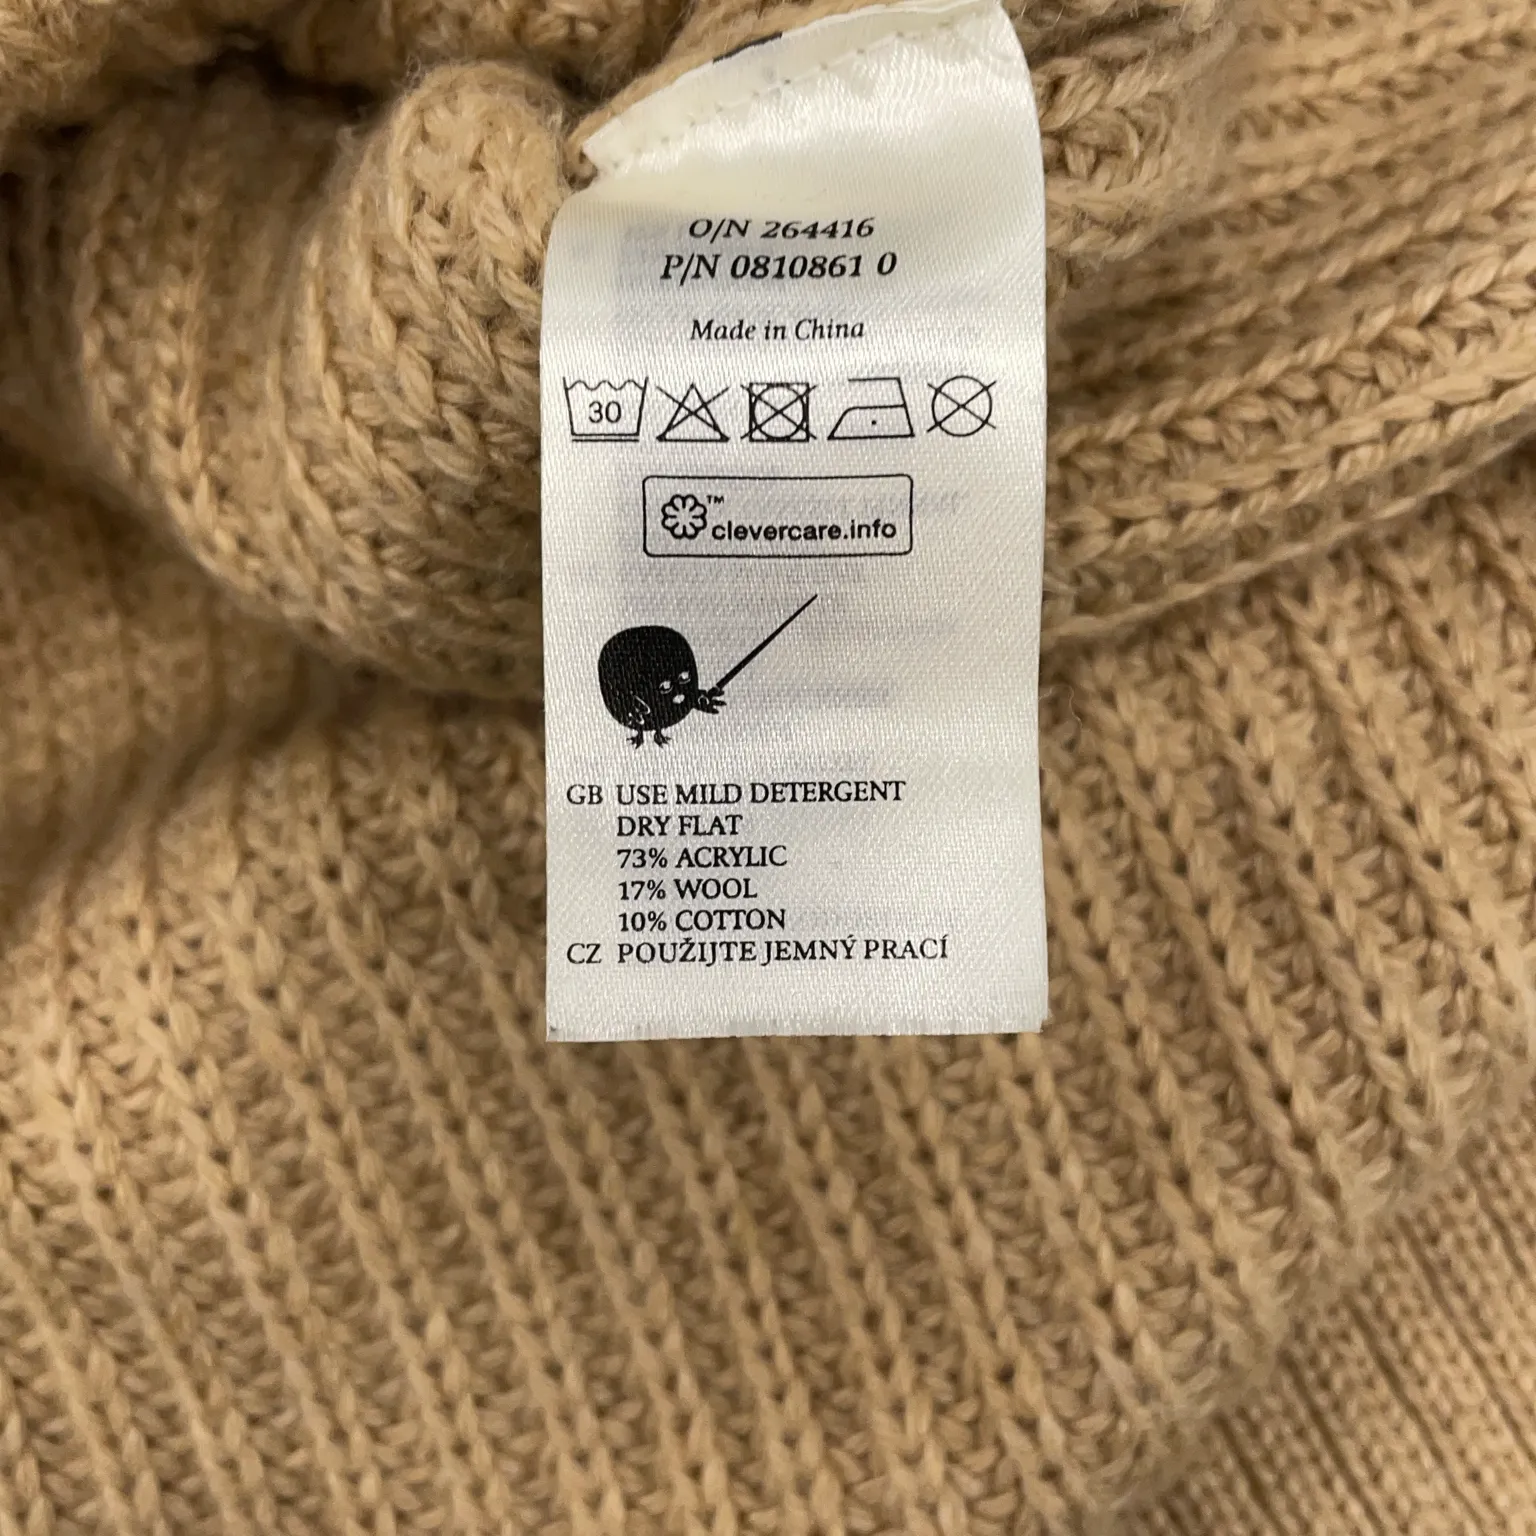 O/N 264416
P/N 0810861 0
Made in China
30
™
clevercare.info
GB USE MILD DETERGENT
DRY FLAT
73% ACRYLIC
17% WOOL
10% COTTON
CZ POUŽIJTE JEMNÝ PRACÍ